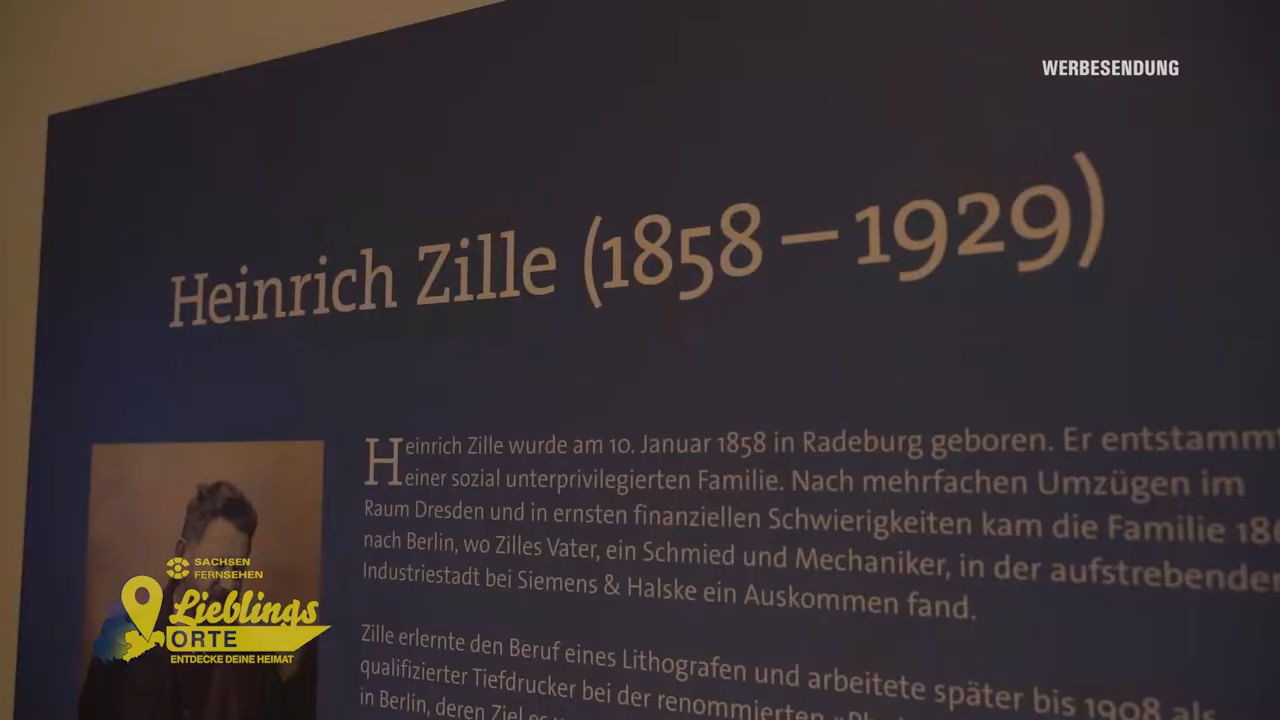 WERBESENDUNG
Heinrich Zille (1858 – 1929)
Heinrich Zille wurde am 10. Januar 1858 in Radeburg geboren. Er entstammt
einer sozial unterprivilegierten Familie. Nach mehrfachen Umzügen im
Raum Dresden und in ernsten finanziellen Schwierigkeiten kam die Familie
nach Berlin, wo Zilles Vater, ein Schmied und Mechaniker, in der aufstrebenden
Industriestadt bei Siemens & Halske ein Auskommen fand.
Zille erlernte den Beruf eines Lithografen und arbeitete später bis 1908 als
qualifizierter Tiefdrucker bei der renommierten
in Berlin, deren Ziel es
SACHSEN
FERNSEHEN
Lieblings
ORTE
ENTDECKE DEINE HEIMAT